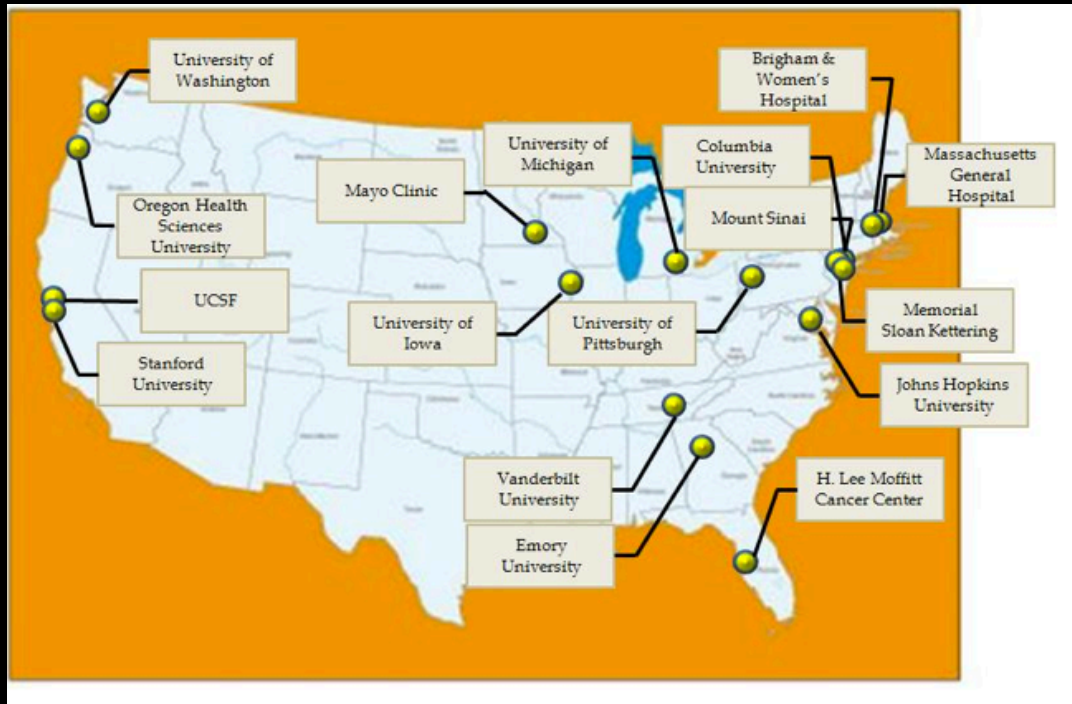 University of
Washington
Brigham &
Women's
Hospital
University of
Michigan
Columbia
University
Massachusetts
General
Hospital
Mayo Clinic
Oregon Health
Sciences
University
Mount Sinai
UCSF
University of
Iowa
University of
Pittsburgh
Memorial
Sloan Kettering
Stanford
University
Johns Hopkins
University
Vanderbilt
University
H. Lee Moffitt
Cancer Center
Emory
University